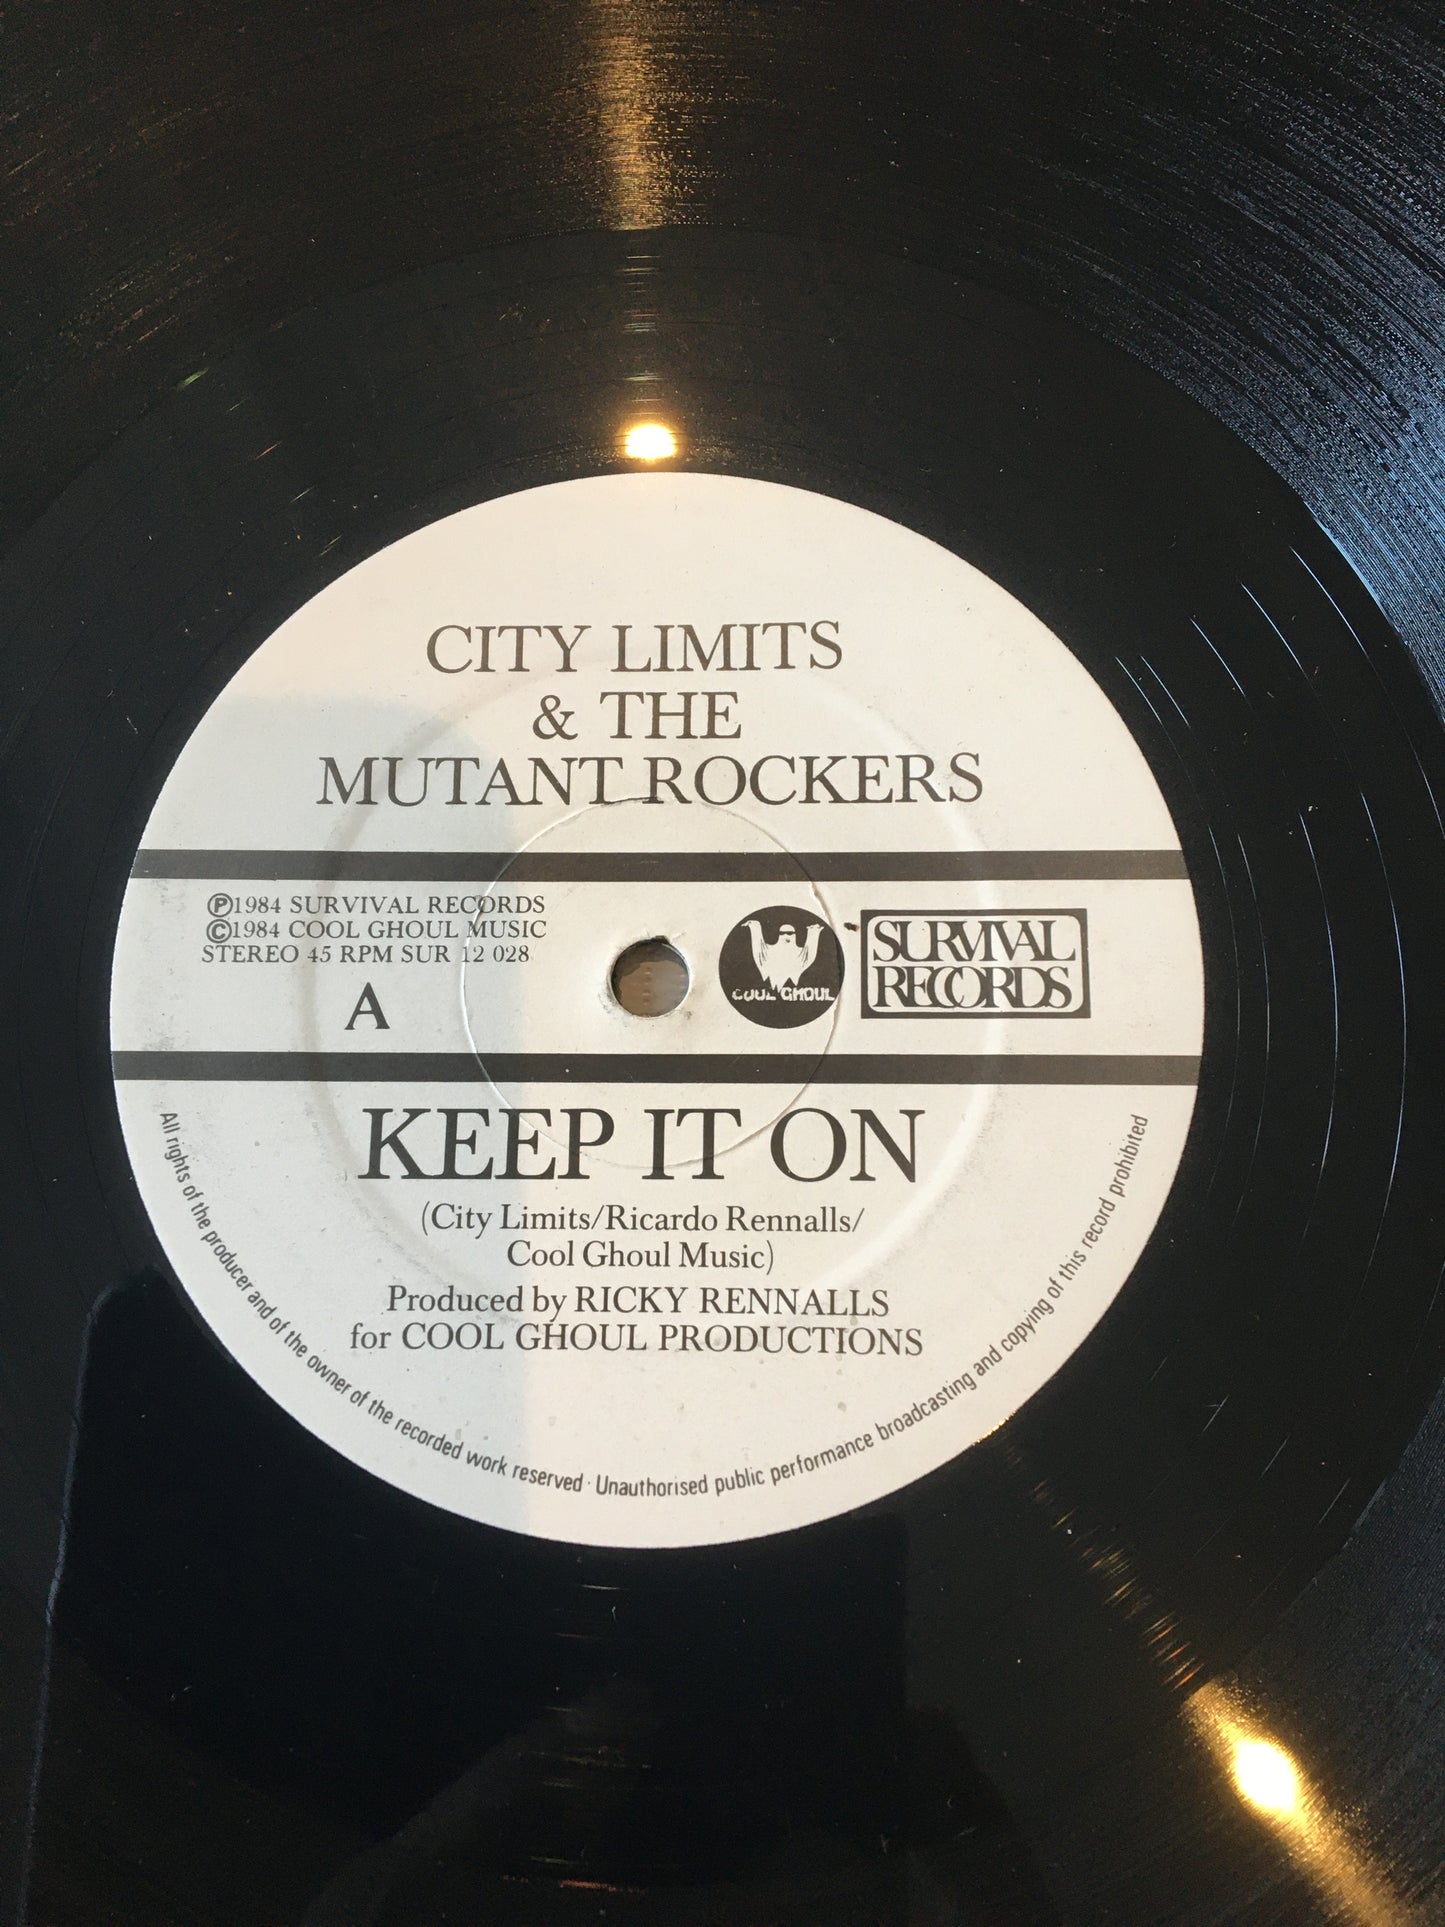 CITY LIMITS
& THE
MUTANT ROCKERS
℗1984 SURVIVAL RECORDS
©1984 COOL GHOUL MUSIC
STEREO 45 RPM SUR 12 028
A
COOL GHOUL
SURVIVAL
RECORDS
KEEP IT ON
(City Limits/Ricardo Rennalls/
Cool Ghoul Music)
Produced by RICKY RENNALLS
for COOL GHOUL PRODUCTIONS
All rights of the producer and of the owner of the recorded work reserved · Unauthorised public performance broadcasting and copying of this record prohibited